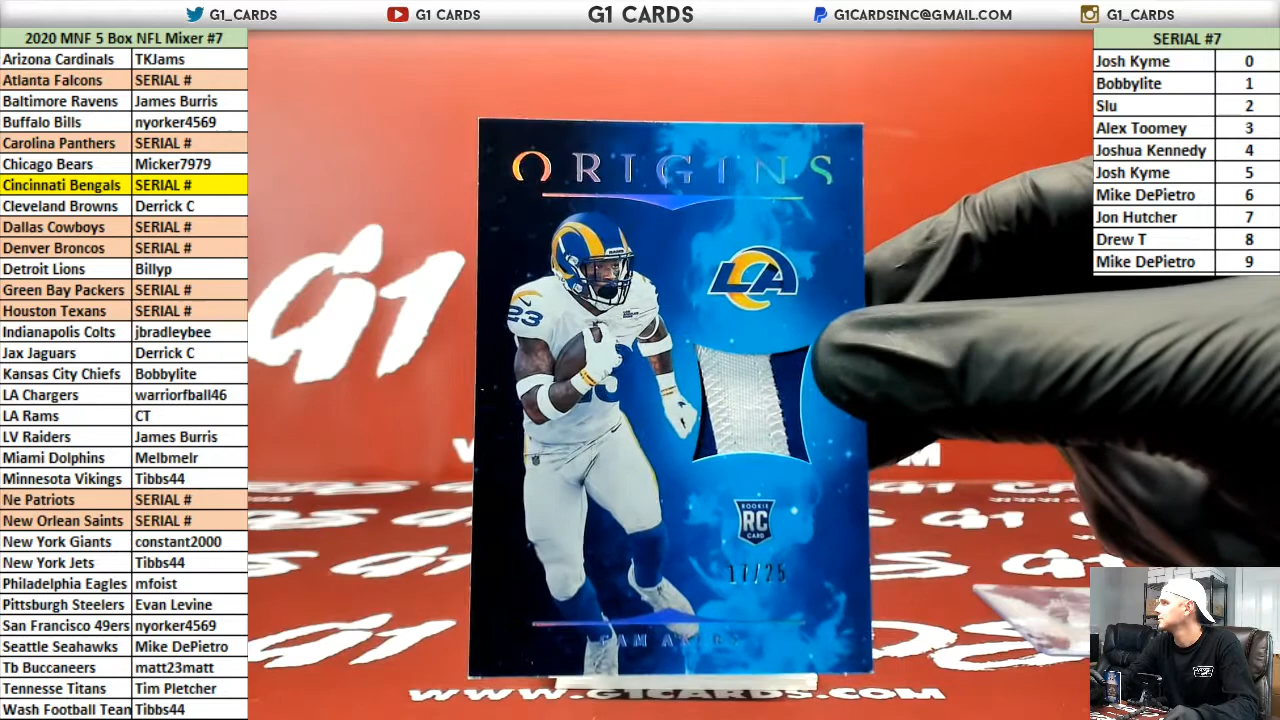 G1_CARDS
G1 CARDS
G1 CARDS
G1CARDSINC@GMAIL.COM
G1_CARDS
2020 MNF 5 Box NFL Mixer #7
Arizona Cardinals TKJams
Atlanta Falcons SERIAL #
Baltimore Ravens James Burris
Buffalo Bills nyorker4569
Carolina Panthers SERIAL #
Chicago Bears Micker7979
Cincinnati Bengals SERIAL #
Cleveland Browns Derrick C
Dallas Cowboys SERIAL #
Denver Broncos SERIAL #
Detroit Lions Billyp
Green Bay Packers SERIAL #
Houston Texans SERIAL #
Indianapolis Colts jbradleybee
Jax Jaguars Derrick C
Kansas City Chiefs Bobbylite
LA Chargers warriorfball46
LA Rams CT
LV Raiders James Burris
Miami Dolphins Melbmelr
Minnesota Vikings Tibbs44
Ne Patriots SERIAL #
New Orlean Saints SERIAL #
New York Giants constant2000
New York Jets Tibbs44
Philadelphia Eagles mfoist
Pittsburgh Steelers Evan Levine
San Francisco 49ers nyorker4569
Seattle Seahawks Mike DePietro
Tb Buccaneers matt23matt
Tennesse Titans Tim Pletcher
Wash Football Tean Tibbs44
ORIGINS
LA
23
ROOKIE
RC
CARD
17/25
CAM AKERS
G1
WWW.G1CARDS.COM
SERIAL #7
Josh Kyme 0
Bobbylite 1
Slu 2
Alex Toomey 3
Joshua Kennedy 4
Josh Kyme 5
Mike DePietro 6
Jon Hutcher 7
Drew T 8
Mike DePietro 9